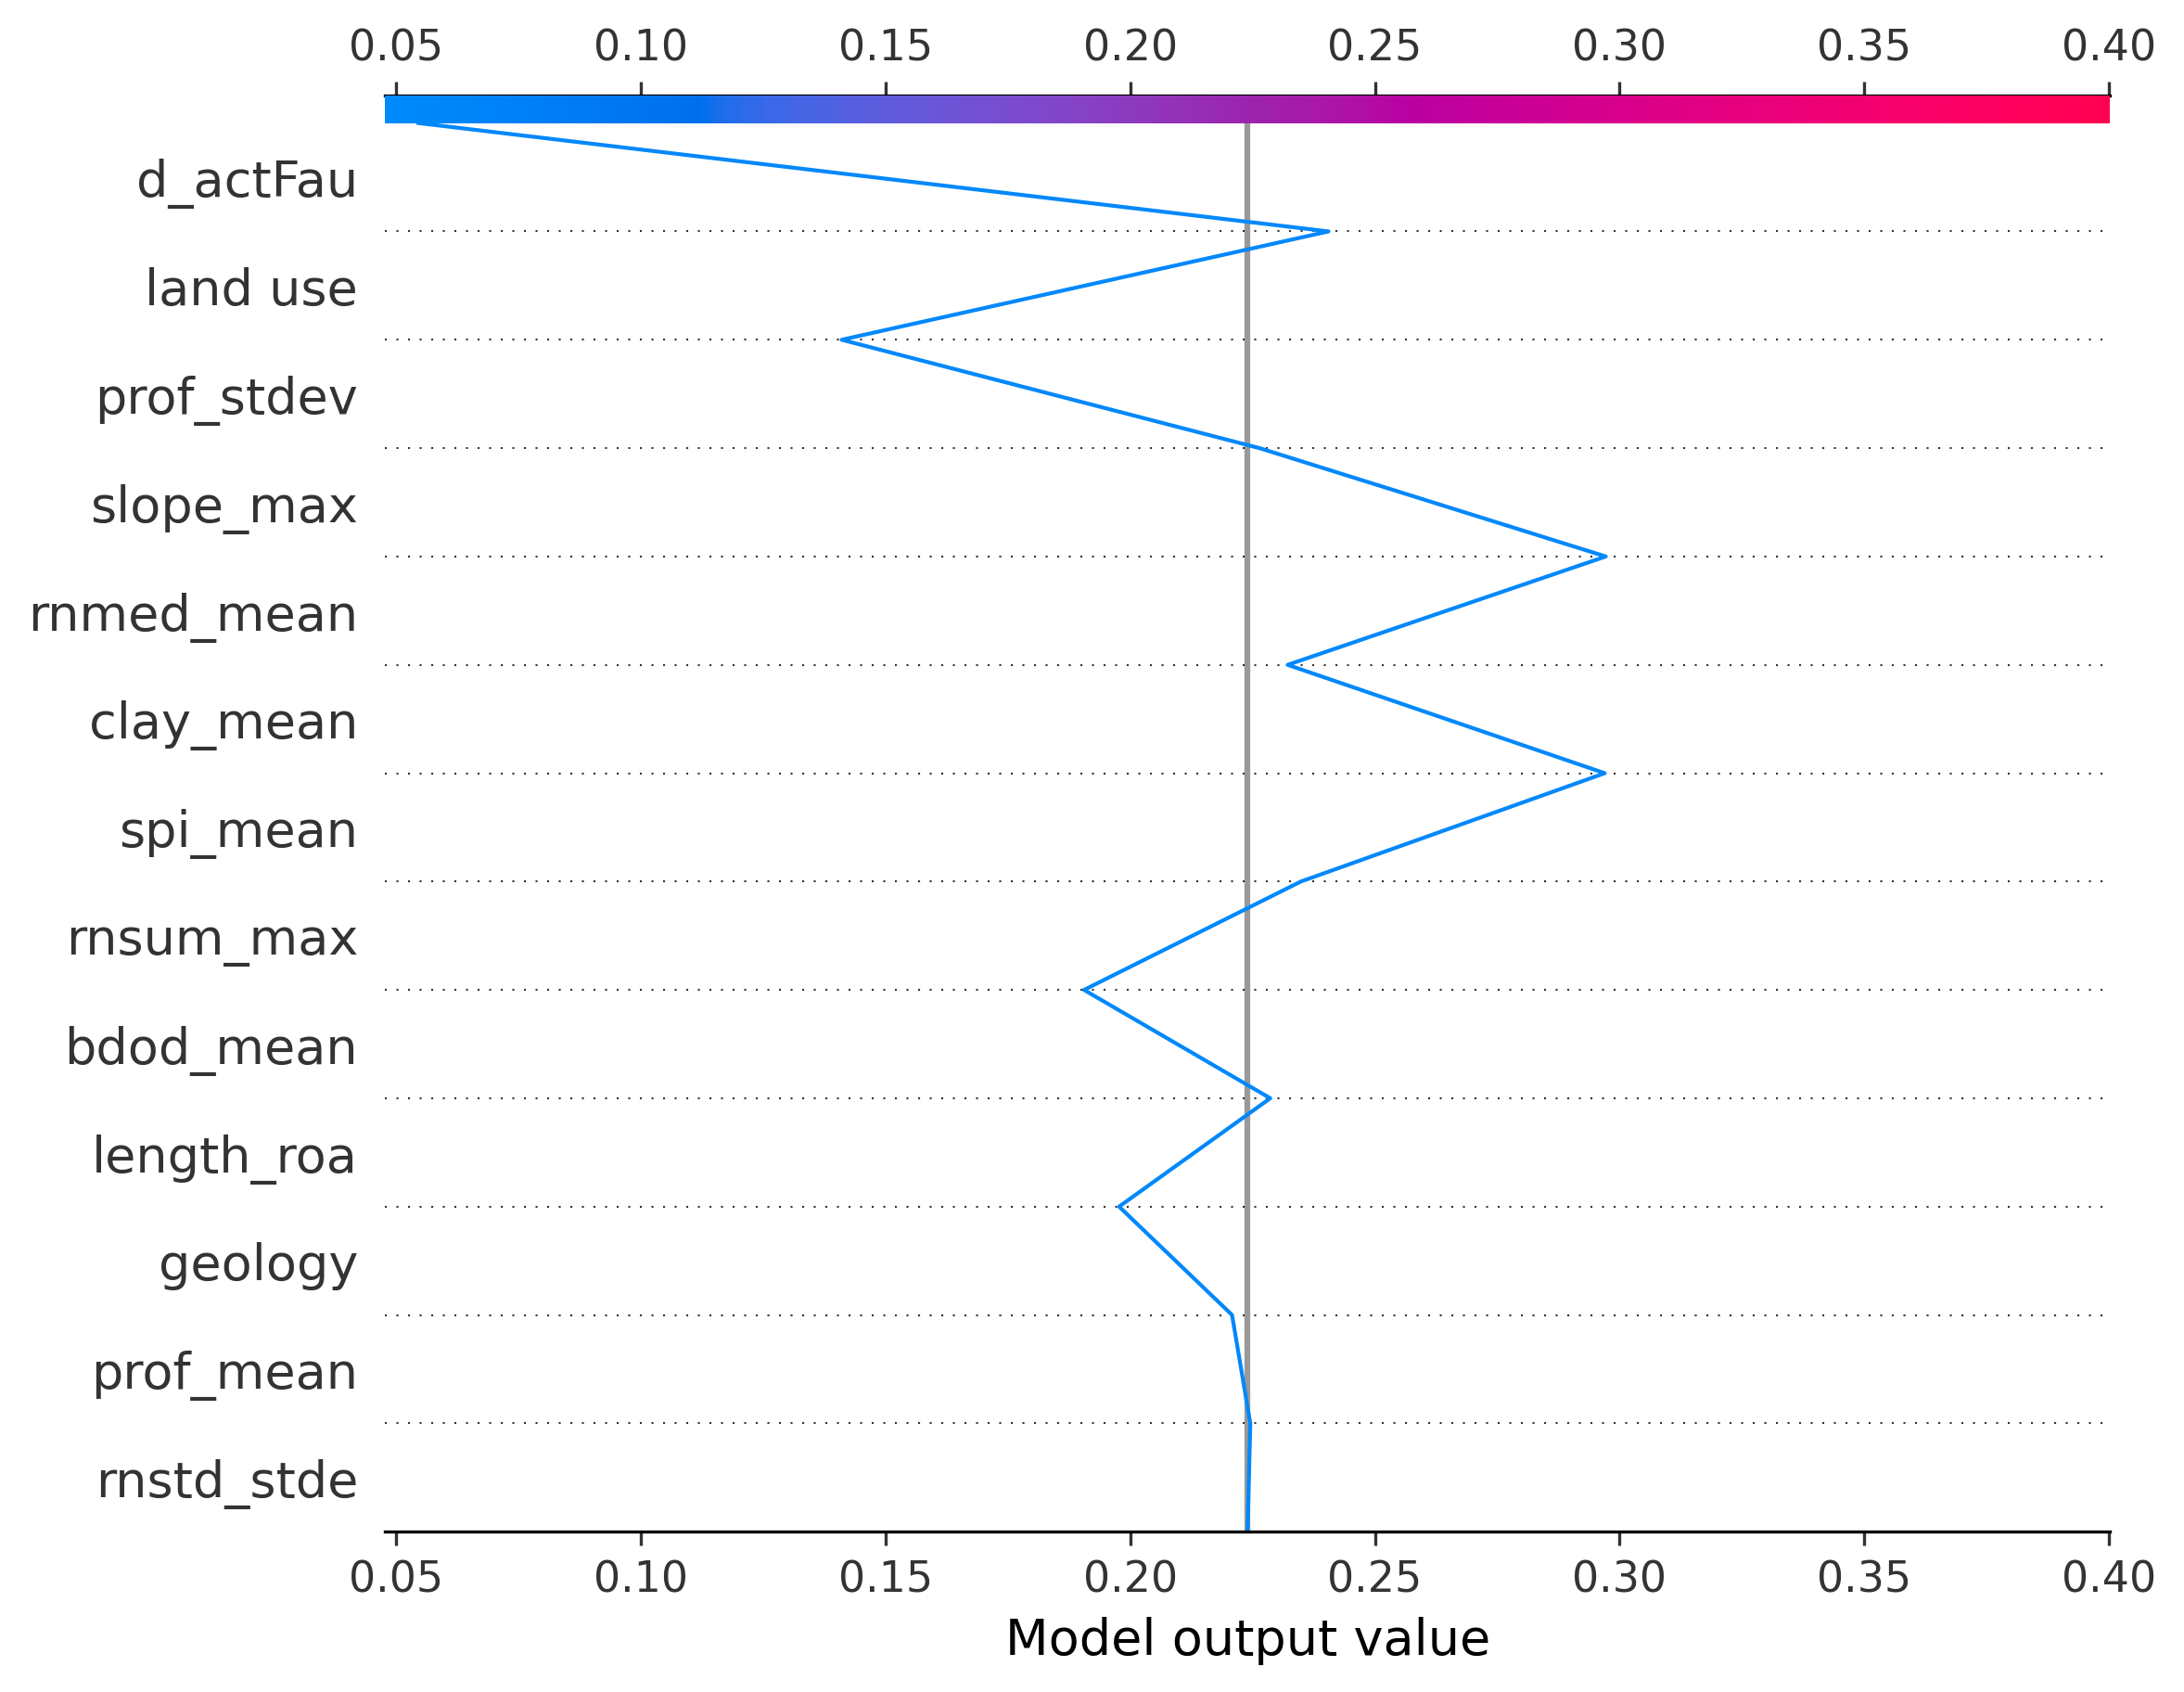 0.05 0.10 0.15 0.20 0.25 0.30 0.35 0.40
d_actFau
land use
prof_stdev
slope_max
rnmed_mean
clay_mean
spi_mean
rnsum_max
bdod_mean
length_roa
geology
prof_mean
rnstd_stde
0.05 0.10 0.15 0.20 0.25 0.30 0.35 0.40
Model output value